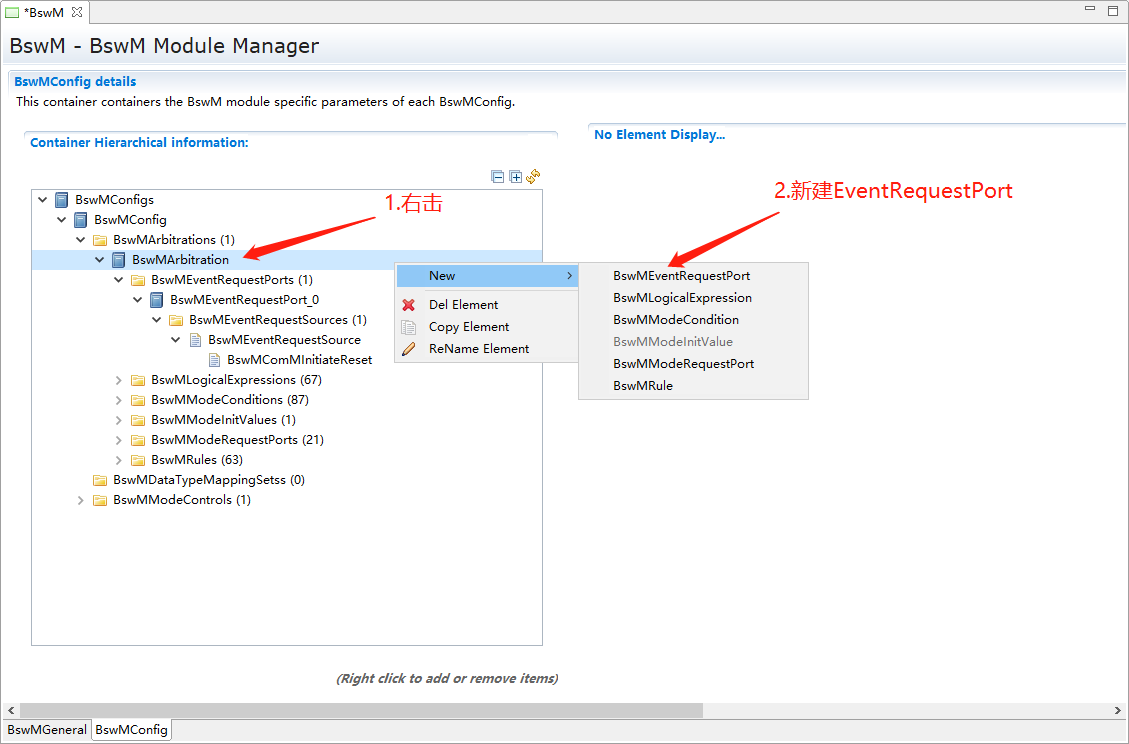 *BswM
BswM - BswM Module Manager
BswMConfig details
This container containers the BswM module specific parameters of each BswMConfig.
Container Hierarchical information:
No Element Display...
1.右击
2.新建EventRequestPort
BswMConfigs
BswMConfig
BswMArbitrations (1)
BswMArbitration
BswMEventRequestPorts (1)
BswMEventRequestPort_0
BswMEventRequestSources (1)
BswMEventRequestSource
BswMComMInitiateReset
BswMLogicalExpressions (67)
BswMModeConditions (87)
BswMModeInitValues (1)
BswMModeRequestPorts (21)
BswMRules (63)
BswMDataTypeMappingSetss (0)
BswMModeControls (1)
New
Del Element
Copy Element
ReName Element
BswMEventRequestPort
BswMLogicalExpression
BswMModeCondition
BswMModeInitValue
BswMModeRequestPort
BswMRule
(Right click to add or remove items)
BswMGeneral
BswMConfig